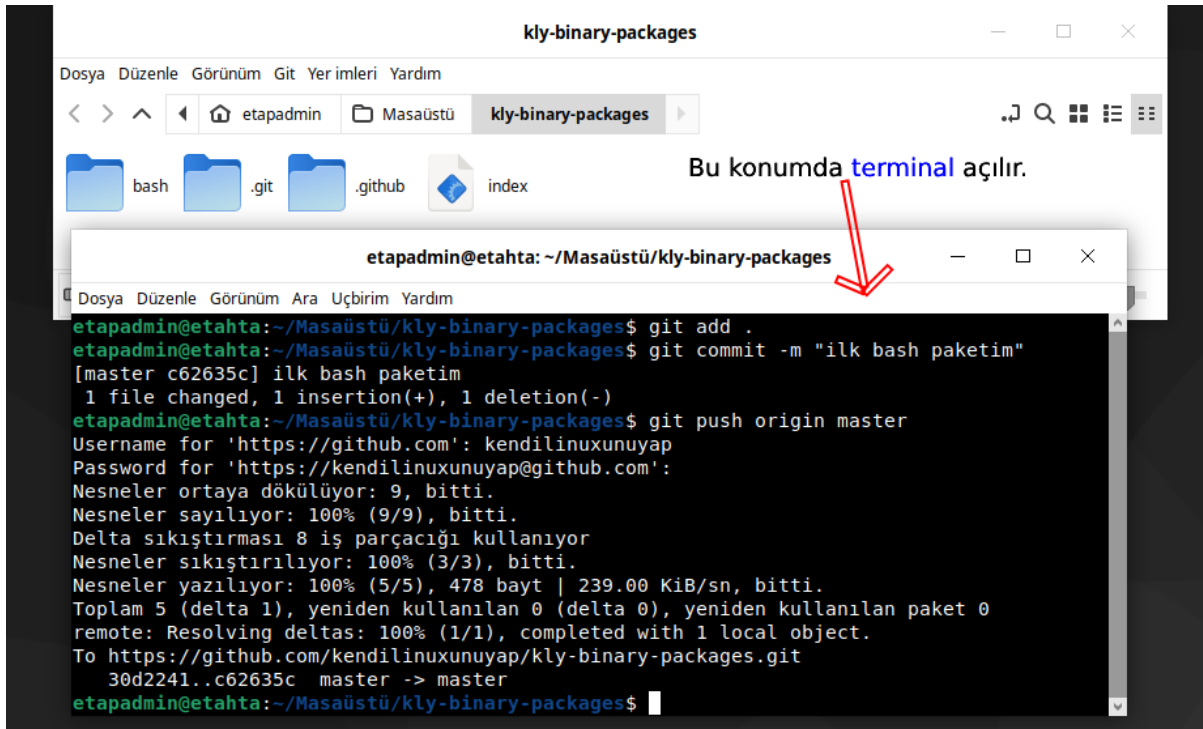 kly-binary-packages
Dosya Düzenle Görünüm Git Yer imleri Yardım
etapadmin Masaüstü kly-binary-packages
bash .git .github index
Bu konumda terminal açılır.
etapadmin@etahta: ~/Masaüstü/kly-binary-packages
Dosya Düzenle Görünüm Ara Uçbirim Yardım
etapadmin@etahta:~/Masaüstü/kly-binary-packages$ git add .
etapadmin@etahta:~/Masaüstü/kly-binary-packages$ git commit -m "ilk bash paketim"
[master c62635c] ilk bash paketim
1 file changed, 1 insertion(+), 1 deletion(-)
etapadmin@etahta:~/Masaüstü/kly-binary-packages$ git push origin master
Username for 'https://github.com': kendilinuxunuyap
Password for 'https://kendilinuxunuyap@github.com':
Nesneler ortaya dökülüyor: 9, bitti.
Nesneler sayılıyor: 100% (9/9), bitti.
Delta sıkıştırması 8 iş parçacığı kullanıyor
Nesneler sıkıştırılıyor: 100% (3/3), bitti.
Nesneler yazılıyor: 100% (5/5), 478 bayt | 239.00 KiB/sn, bitti.
Toplam 5 (delta 1), yeniden kullanılan 0 (delta 0), yeniden kullanılan paket 0
remote: Resolving deltas: 100% (1/1), completed with 1 local object.
To https://github.com/kendilinuxunuyap/kly-binary-packages.git
30d2241..c62635c master -> master
etapadmin@etahta:~/Masaüstü/kly-binary-packages$